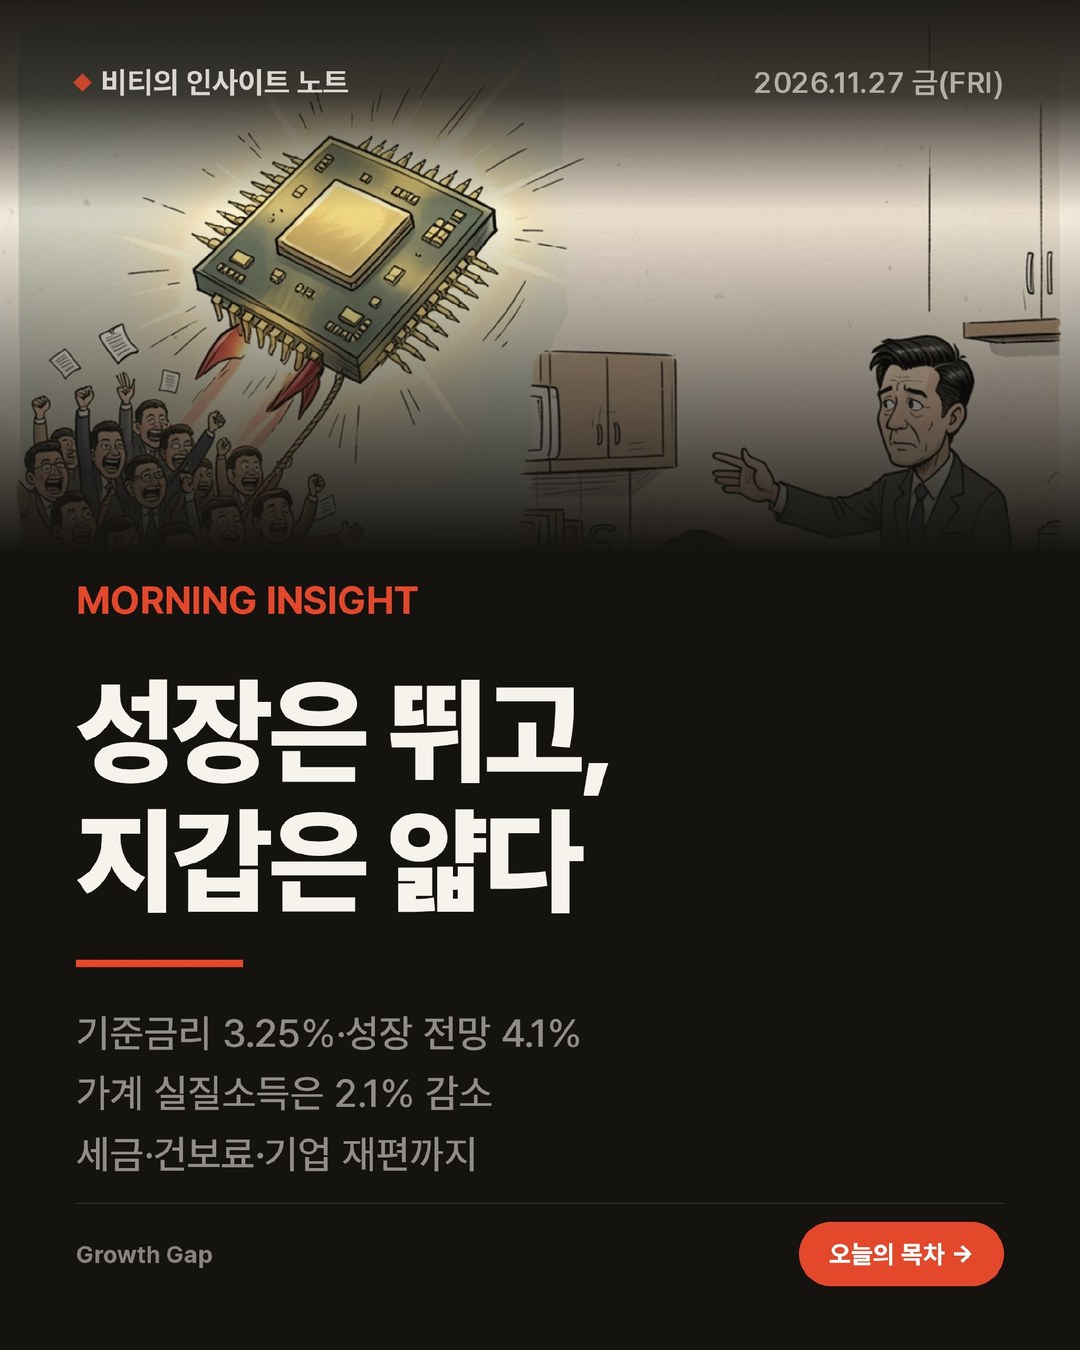 비티의 인사이트 노트
2026.11.27 금(FRI)
MORNING INSIGHT
성장은 뛰고,
지갑은 얇다
기준금리 3.25%·성장 전망 4.1%
가계 실질소득은 2.1% 감소
세금·건보료·기업 재편까지
Growth Gap
오늘의 목차 →